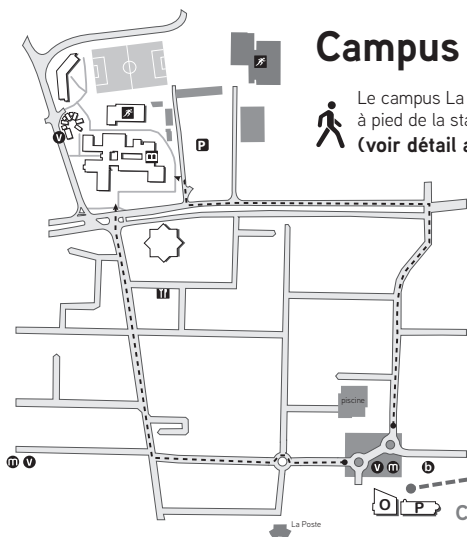 Campus
Le campus La
à pied de la sta
(voir détail a
P
V
piscine
m V
V m
b
O
P
C
La Poste